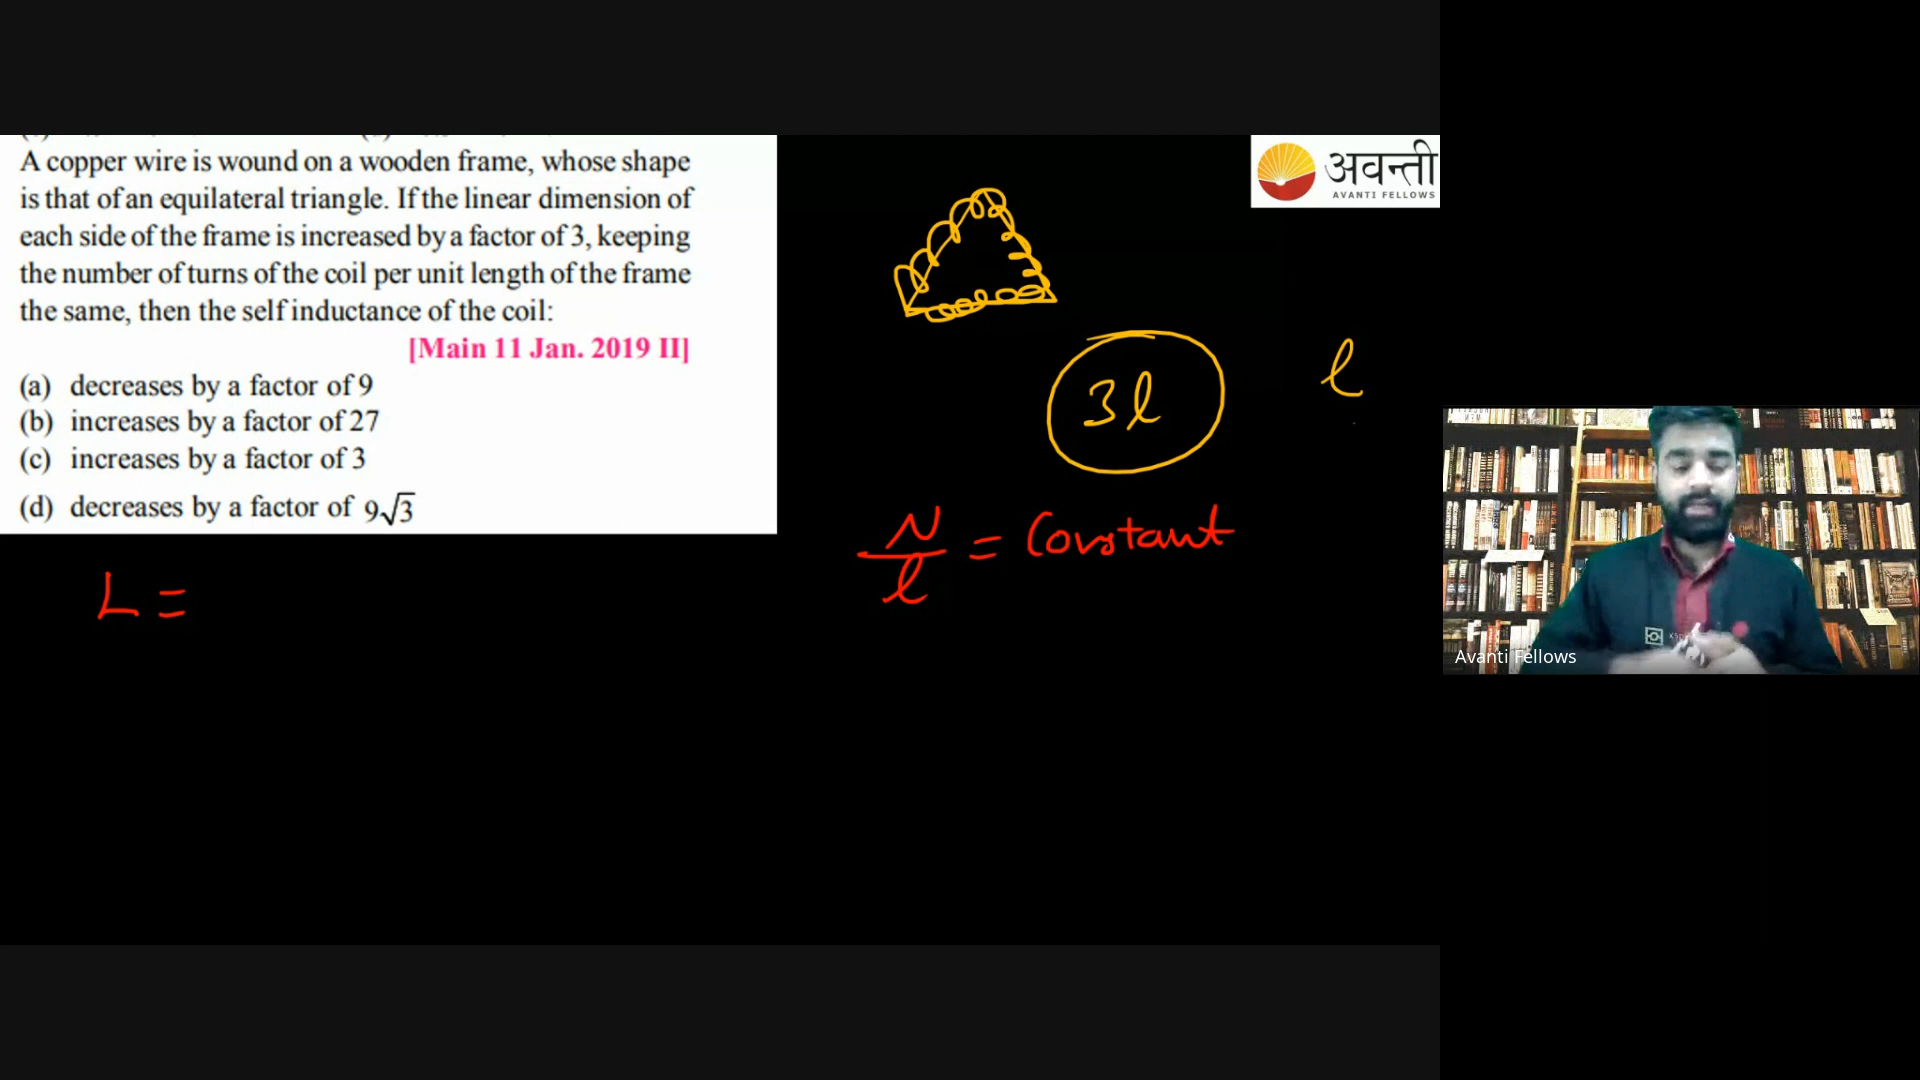 A copper wire is wound on a wooden frame, whose shape
is that of an equilateral triangle. If the linear dimension of
each side of the frame is increased by a factor of 3, keeping
the number of turns of the coil per unit length of the frame
the same, then the self inductance of the coil:
[Main 11 Jan. 2019 II]
(a) decreases by a factor of 9
(b) increases by a factor of 27
(c) increases by a factor of 3
(d) decreases by a factor of 9√3
अवन्ती
AVANTI FELLOWS
3l
l
N/l = Constant
L =
Avanti Fellows